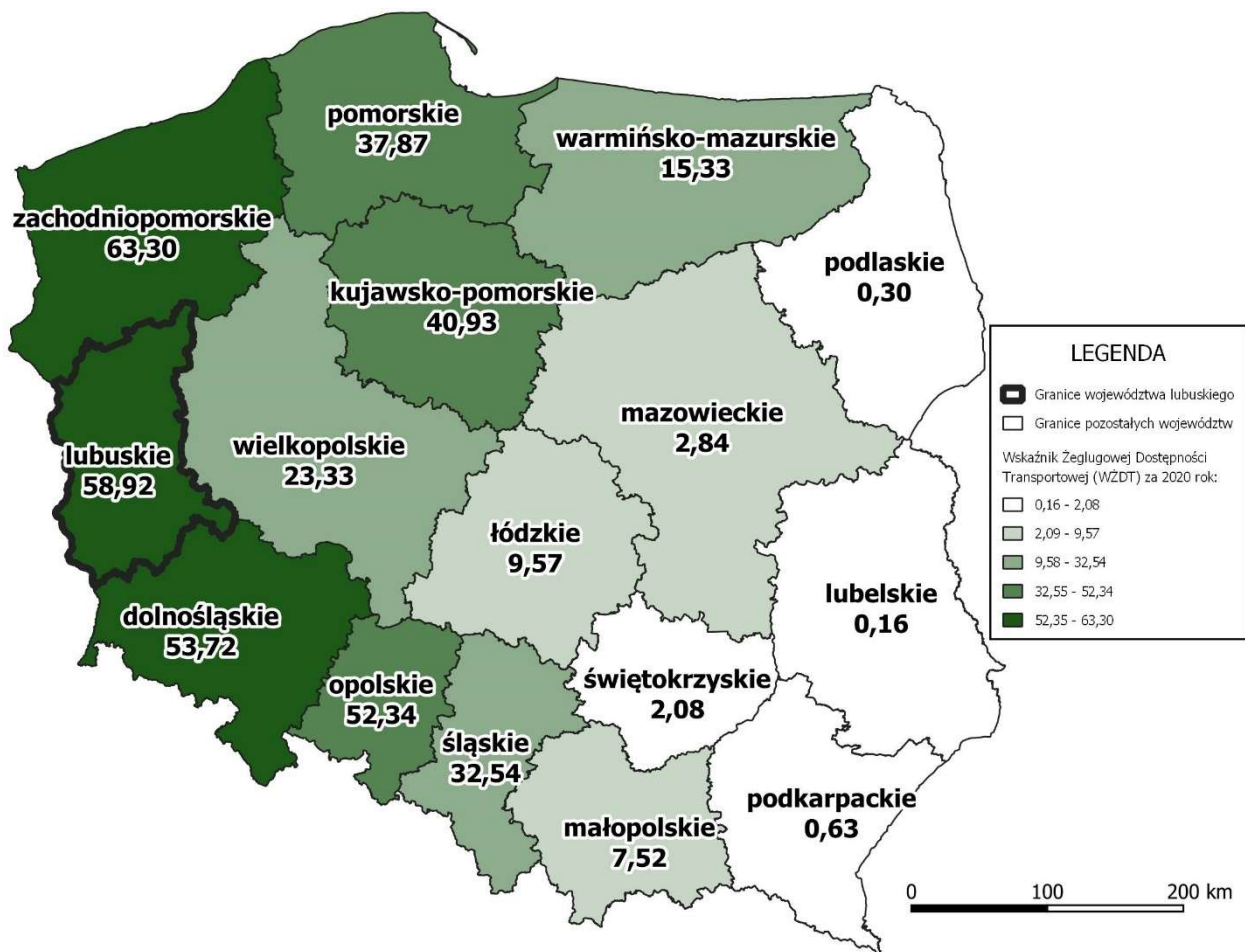 pomorskie
37,87
warmińsko-mazurskie
15,33
zachodniopomorskie
63,30
podlaskie
0,30
kujawsko-pomorskie
40,93
mazowieckie
2,84
wielkopolskie
23,33
lubuskie
58,92
łódzkie
9,57
lubelskie
0,16
dolnośląskie
53,72
opolskie
52,34
świętokrzyskie
2,08
śląskie
32,54
podkarpackie
0,63
małopolskie
7,52
LEGENDA
Granice województwa lubuskiego
Granice pozostałych województw
Wskaźnik Żeglugowej Dostępności
Transportowej (WŻDT) za 2020 rok:
0,16 - 2,08
2,09 - 9,57
9,58 - 32,54
32,55 - 52,34
52,35 - 63,30
0 100 200 km